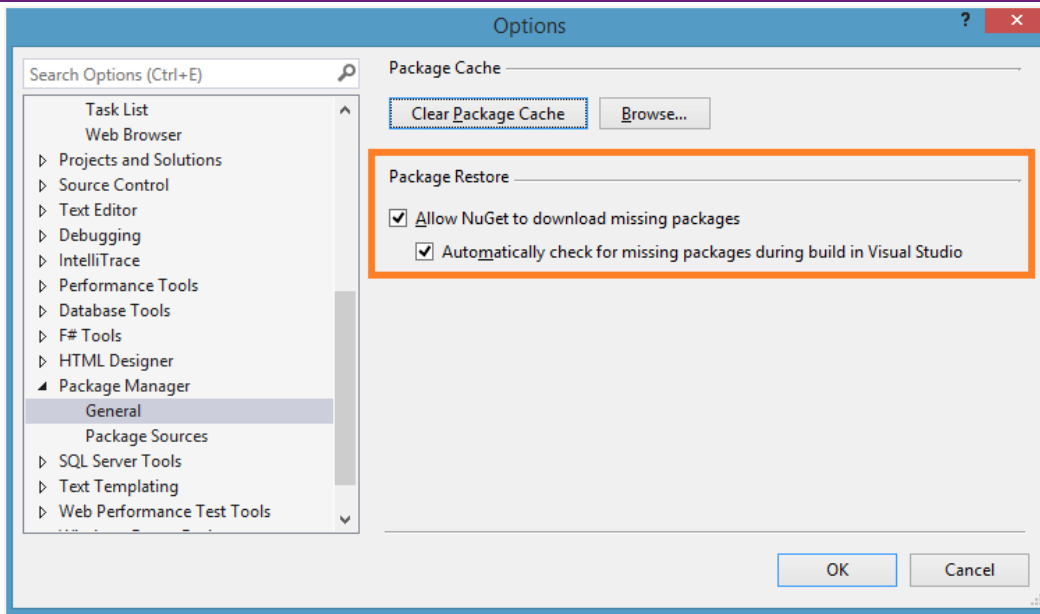 Options
?
×
Search Options (Ctrl+E)
Task List
Web Browser
Projects and Solutions
Source Control
Text Editor
Debugging
IntelliTrace
Performance Tools
Database Tools
F# Tools
HTML Designer
Package Manager
General
Package Sources
SQL Server Tools
Text Templating
Web Performance Test Tools
Package Cache
Clear Package Cache
Browse...
Package Restore
Allow NuGet to download missing packages
Automatically check for missing packages during build in Visual Studio
OK
Cancel